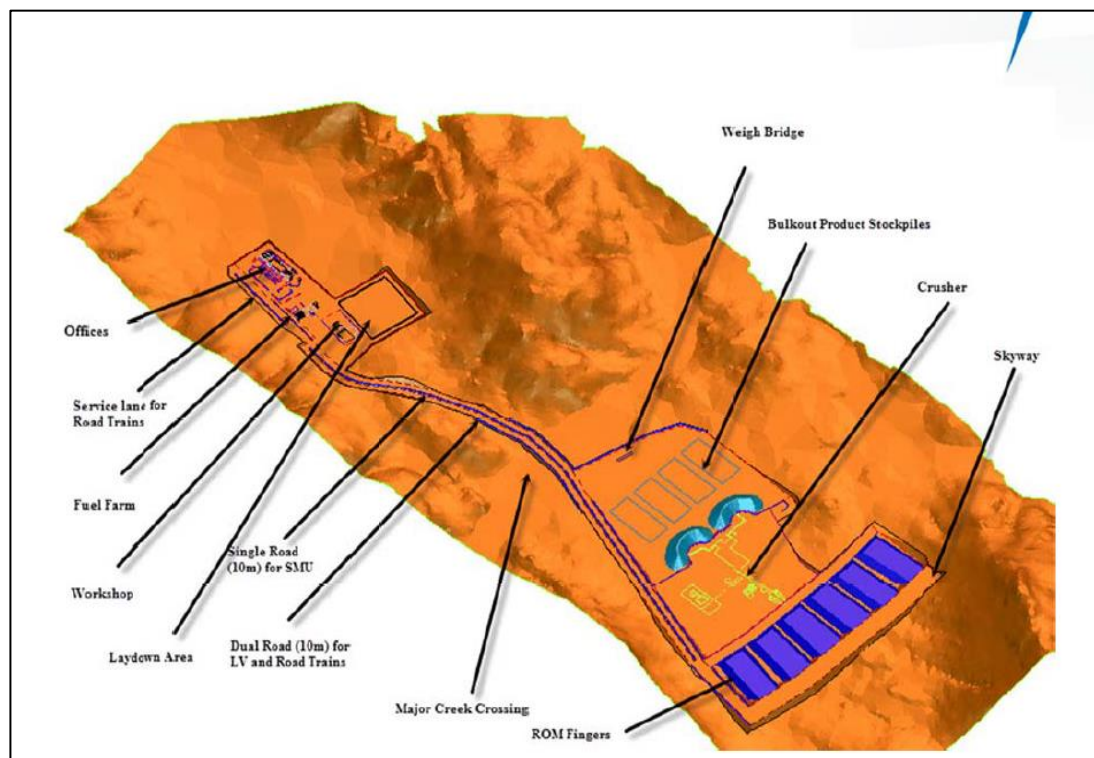 Weigh Bridge
Bulkout Product Stockpiles
Crusher
Skyway
Offices
Service lane for
Road Trains
Fuel Farm
Single Road
(10m) for SMU
Workshop
Dual Road (10m) for
LV and Road Trains
Laydown Area
Major Creek Crossing
ROM Fingers